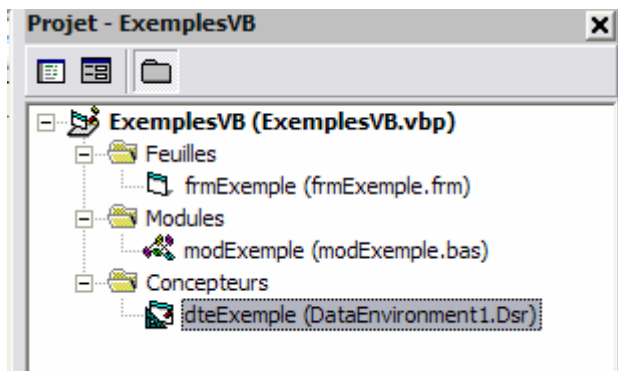 Projet - ExemplesVB
ExemplesVB (ExemplesVB.vbp)
Feuilles
frmExemple (frmExemple.frm)
Modules
modExemple (modExemple.bas)
Concepteurs
dteExemple (DataEnvironment1.Dsr)